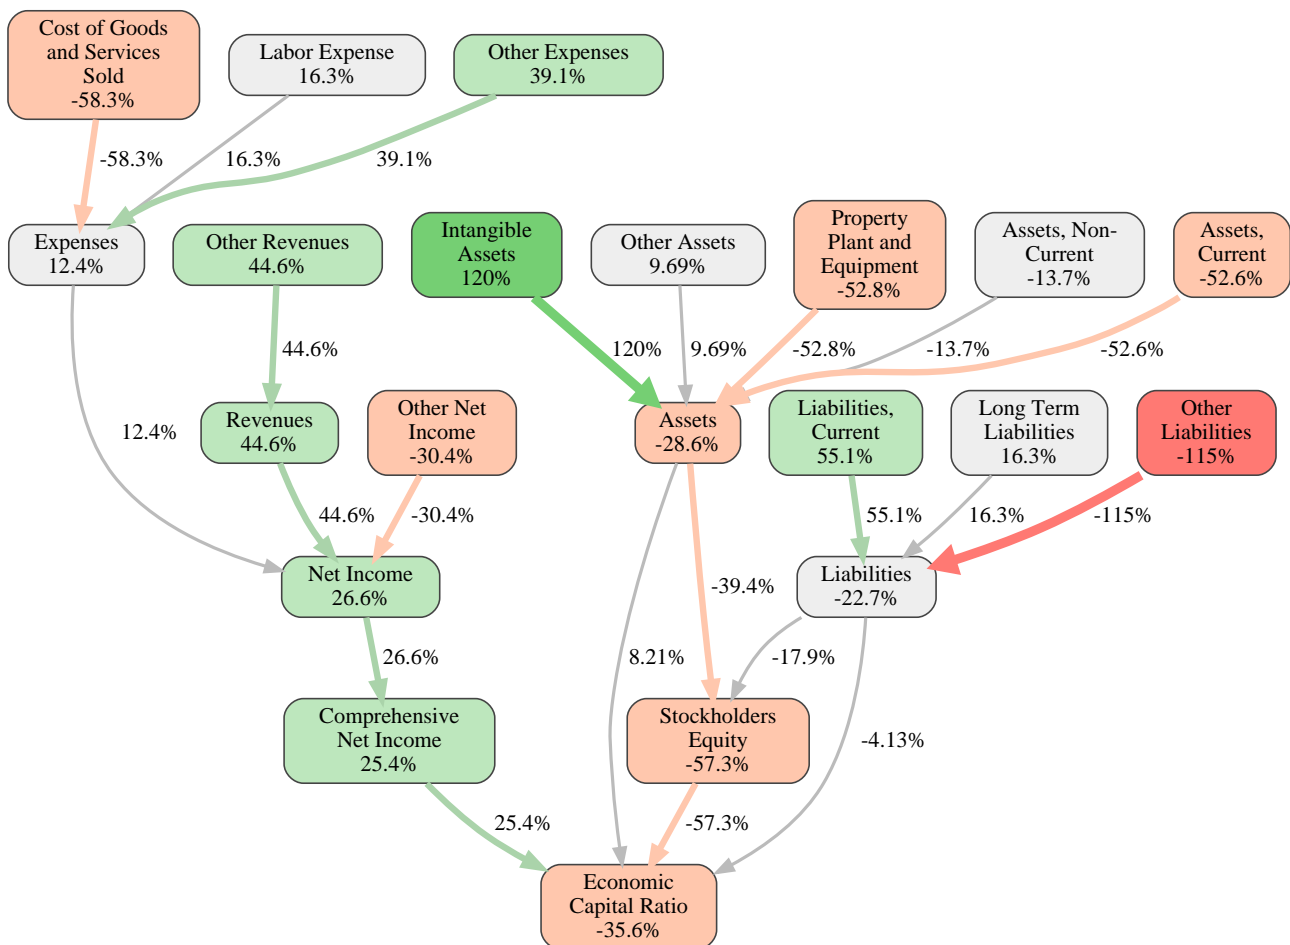 Cost of Goods
and Services
Sold
-58.3%
Labor Expense
16.3%
Other Expenses
39.1%
-58.3%
16.3%
39.1%
Expenses
12.4%
Other Revenues
44.6%
Intangible
Assets
120%
Other Assets
9.69%
Property
Plant and
Equipment
-52.8%
Assets, Non-
Current
-13.7%
Assets,
Current
-52.6%
44.6%
120%
9.69%
-52.8%
-13.7%
-52.6%
12.4%
Revenues
44.6%
Other Net
Income
-30.4%
Assets
-28.6%
Liabilities,
Current
55.1%
Long Term
Liabilities
16.3%
Other
Liabilities
-115%
44.6%
-30.4%
55.1%
16.3%
-115%
Net Income
26.6%
-39.4%
Liabilities
-22.7%
26.6%
8.21%
-17.9%
Comprehensive
Net Income
25.4%
Stockholders
Equity
-57.3%
-4.13%
25.4%
-57.3%
Economic
Capital Ratio
-35.6%